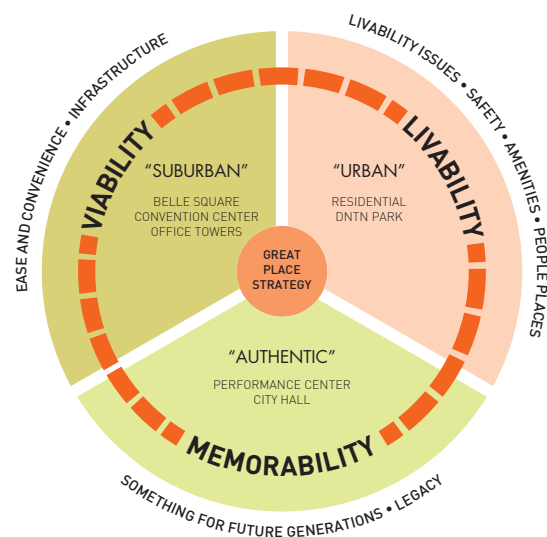 EASE AND CONVENIENCE • INFRASTRUCTURE
LIVABILITY ISSUES • SAFETY • AMENITIES • PEOPLE PLACES
VIABILITY
LIVABILITY
“SUBURBAN”
BELLE SQUARE
CONVENTION CENTER
OFFICE TOWERS
“URBAN”
RESIDENTIAL
DNTN PARK
GREAT
PLACE
STRATEGY
“AUTHENTIC”
PERFORMANCE CENTER
CITY HALL
MEMORABILITY
SOMETHING FOR FUTURE GENERATIONS • LEGACY